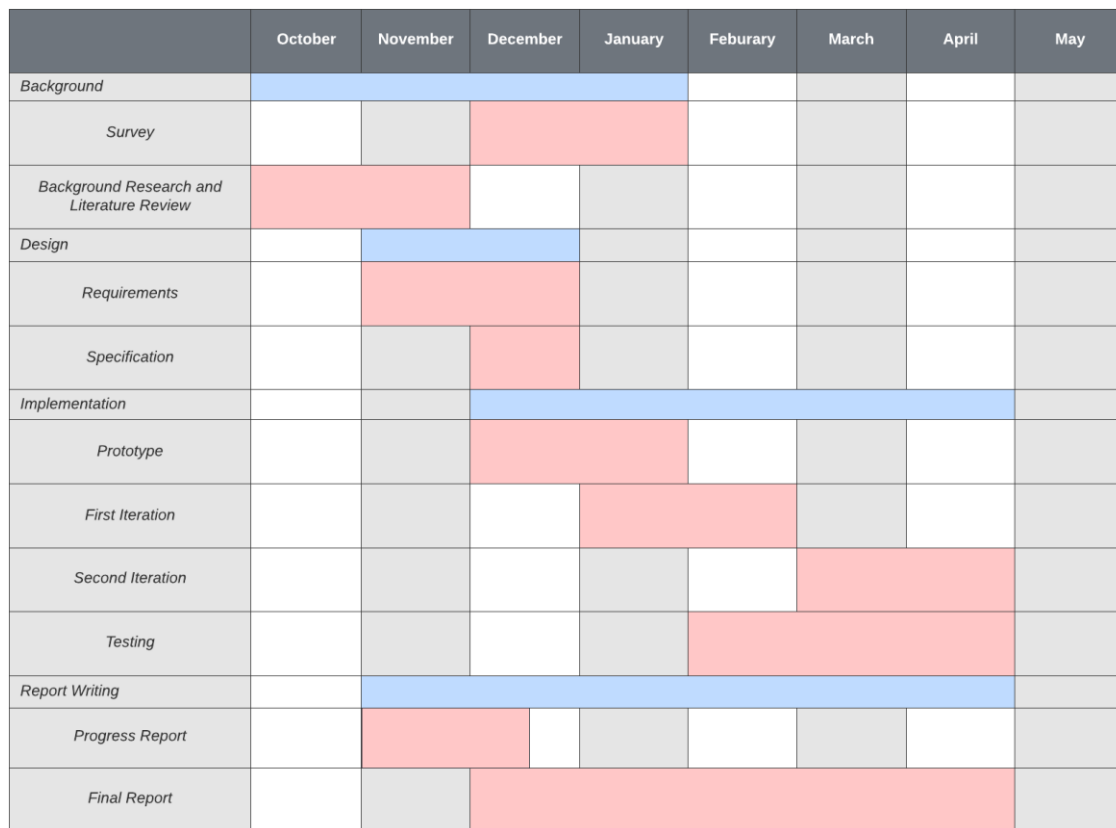 October November December January Feburary March April May
Background
Survey
Background Research and
Literature Review
Design
Requirements
Specification
Implementation
Prototype
First Iteration
Second Iteration
Testing
Report Writing
Progress Report
Final Report